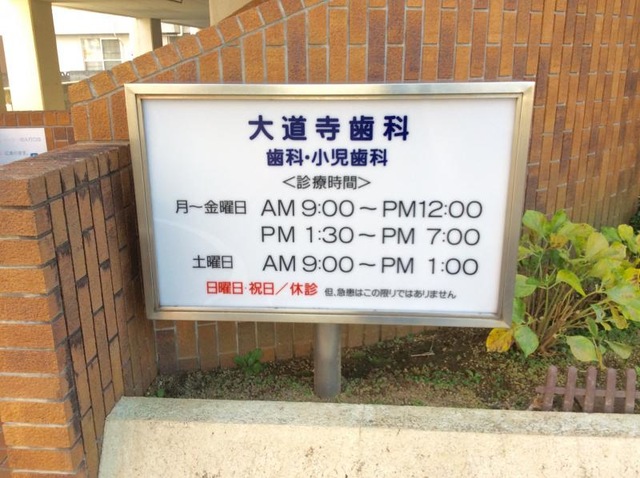 大道寺歯科
歯科・小児歯科
＜診療時間＞
月～金曜日 AM 9:00～PM12:00
PM 1:30～PM 7:00
土曜日 AM 9:00～PM 1:00
日曜日・祝日／休診 但、急患はこの限りではありません